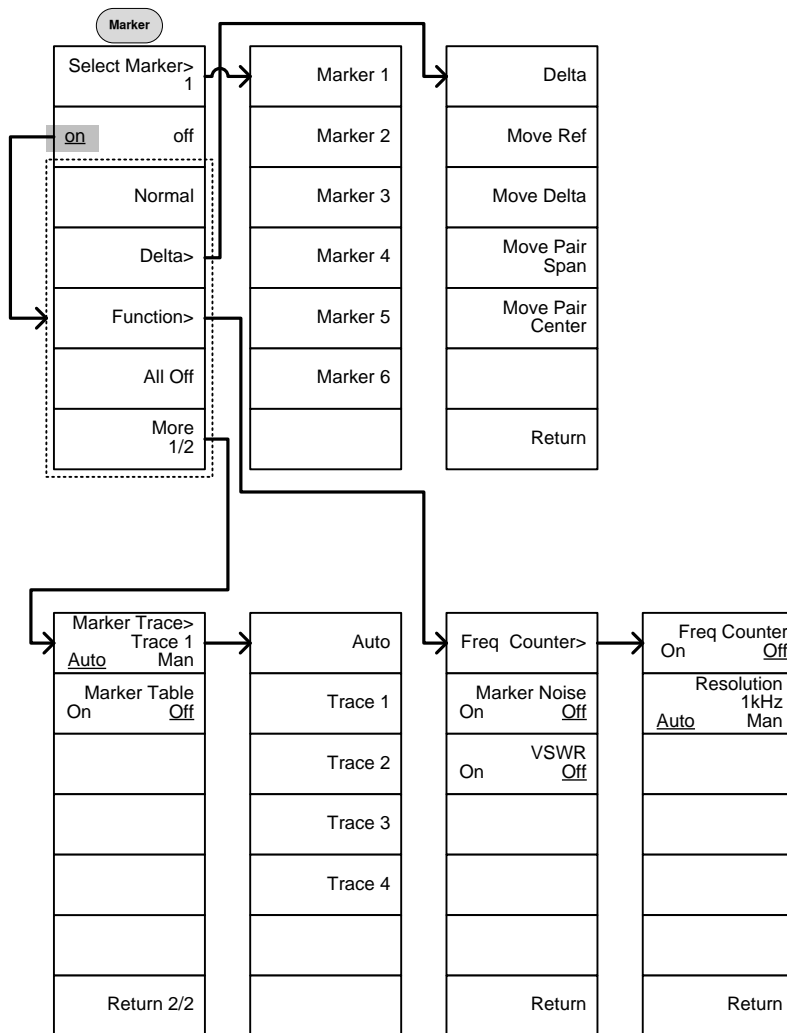 Marker
Select Marker>
1
on off
Normal
Delta>
Function>
All Off
More
1/2
Marker 1
Marker 2
Marker 3
Marker 4
Marker 5
Marker 6
Delta
Move Ref
Move Delta
Move Pair
Span
Move Pair
Center
Return
Marker Trace>
Trace 1
Auto Man
Marker Table
On Off
Return 2/2
Auto
Trace 1
Trace 2
Trace 3
Trace 4
Freq Counter>
Marker Noise
On Off
VSWR
On Off
Return
Freq Counter
On Off
Resolution
1kHz
Auto Man
Return